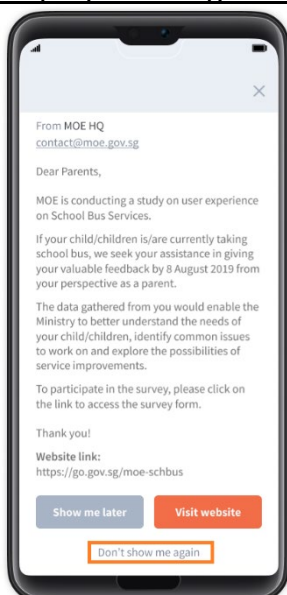 From MOE HQ
contact@moe.gov.sg
Dear Parents,
MOE is conducting a study on user experience
on School Bus Services.
If your child/children is/are currently taking
school bus, we seek your assistance in giving
your valuable feedback by 8 August 2019 from
your perspective as a parent.
The data gathered from you would enable the
Ministry to better understand the needs of
your child/children, identify common issues
to work on and explore the possibilities of
service improvements.
To participate in the survey, please click on
the link to access the survey form.
Thank you!
Website link:
https://go.gov.sg/moe-schbus
Show me later
Visit website
Don't show me again